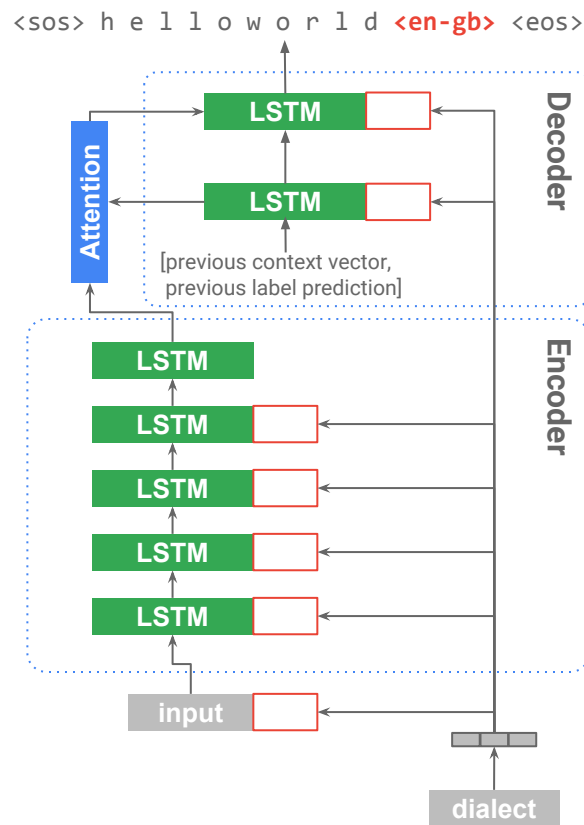 <sos> h e l l o w o r l d <en-gb> <eos>
Decoder
LSTM
Attention
LSTM
[previous context vector,
previous label prediction]
Encoder
LSTM
LSTM
LSTM
LSTM
LSTM
input
dialect